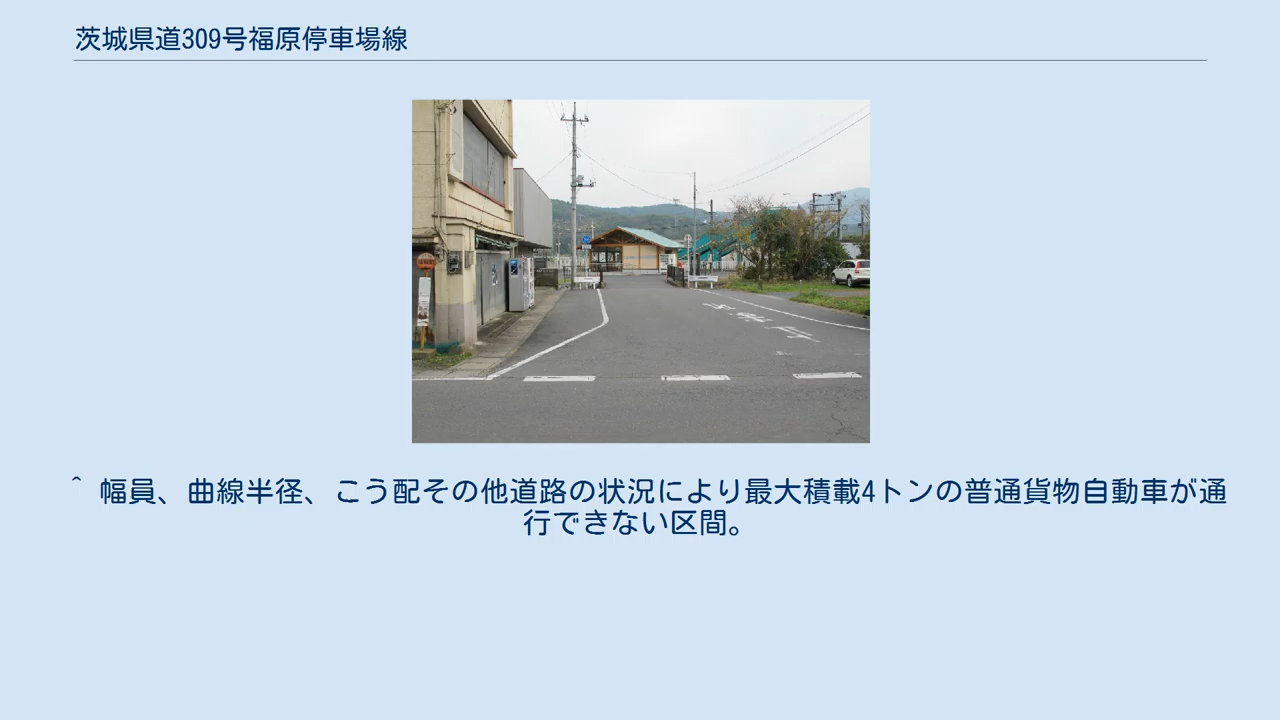 茨城県道309号福原停車場線
^ 幅員、曲線半径、こう配その他道路の状況により最大積載4トンの普通貨物自動車が通
行できない区間。